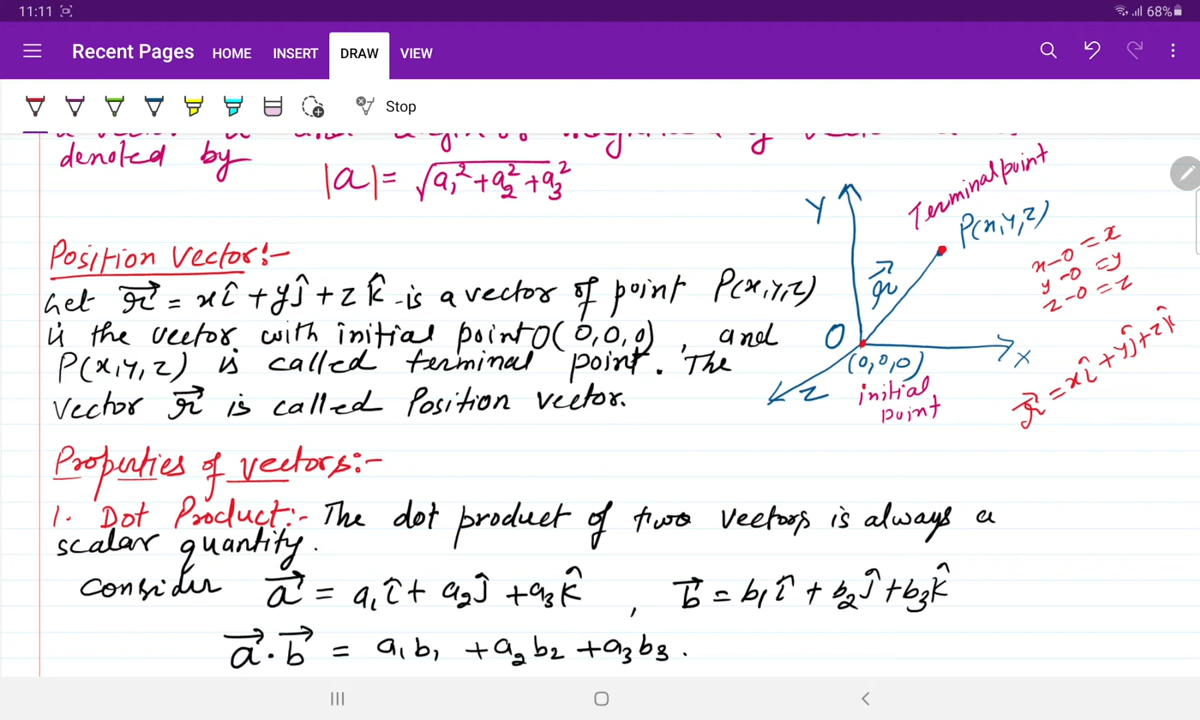 11:11 68%
Recent Pages HOME INSERT DRAW VIEW
Stop
denoted by
|a| = √a₁²+a₂²+a₃²
Position Vector:-
Let r⃗ = xî + yĵ + zk̂ is a vector of point P(x,y,z)
is the vector with initial point O(0,0,0), and
P(x,y,z) is called terminal point. The
vector r⃗ is called Position vector.
Y
Terminal point
P(x,y,z)
r⃗
O
(0,0,0)
X
Z
initial
point
x-0 = x
y-0 = y
z-0 = z
r⃗ = xî + yĵ + zk̂
Properties of vectors:-
1. Dot Product:- The dot product of two vectors is always a
scalar quantity.
consider a⃗ = a₁î + a₂ĵ + a₃k̂ , b⃗ = b₁î + b₂ĵ + b₃k̂
a⃗ . b⃗ = a₁b₁ + a₂b₂ + a₃b₃ .